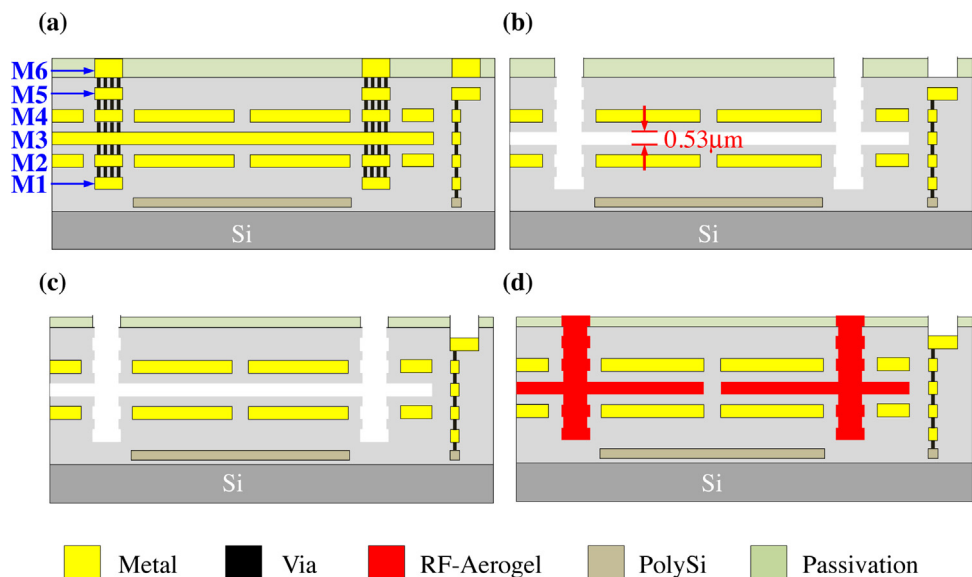 (a)
(b)
M6
M5
M4
M3
M2
M1
0.53μm
Si
Si
(c)
(d)
Si
Si
Metal
Via
RF-Aerogel
PolySi
Passivation